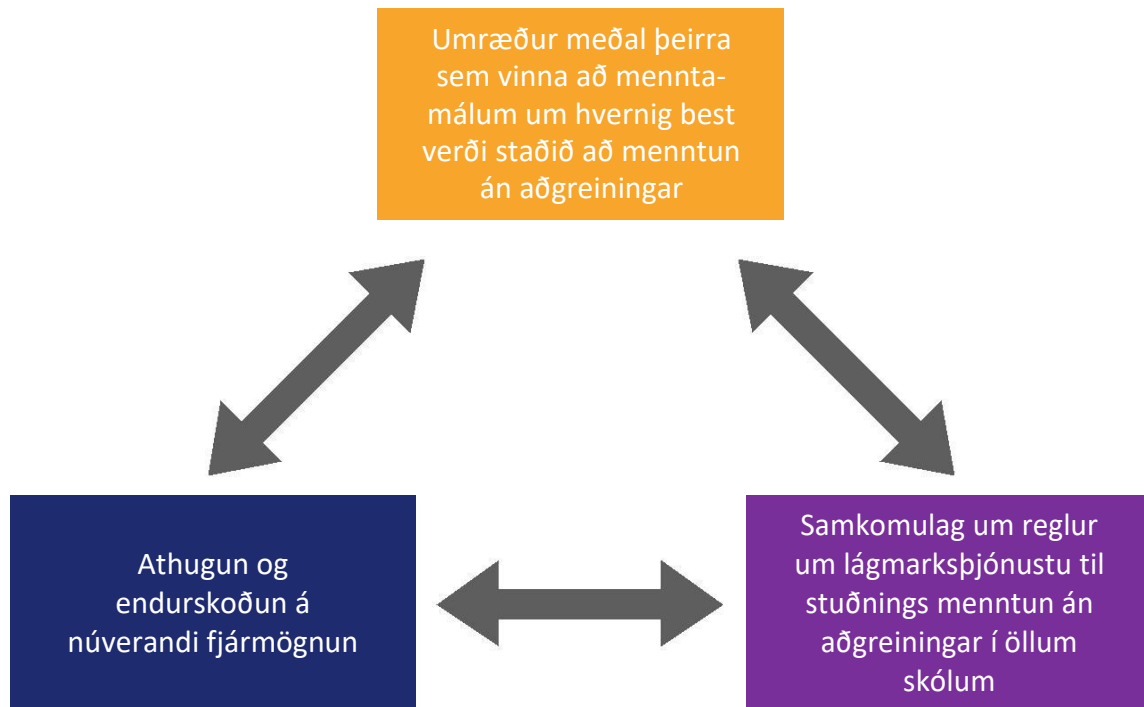 Umræður meðal þeirra
sem vinna að mennta-
málum um hvernig best
verði staðið að menntun
án aðgreiningar
Athugun og
endurskoðun á
núverandi fjármögnun
Samkomulag um reglur
um lágmarksþjónustu til
stuðnings menntun án
aðgreiningar í öllum
skólum